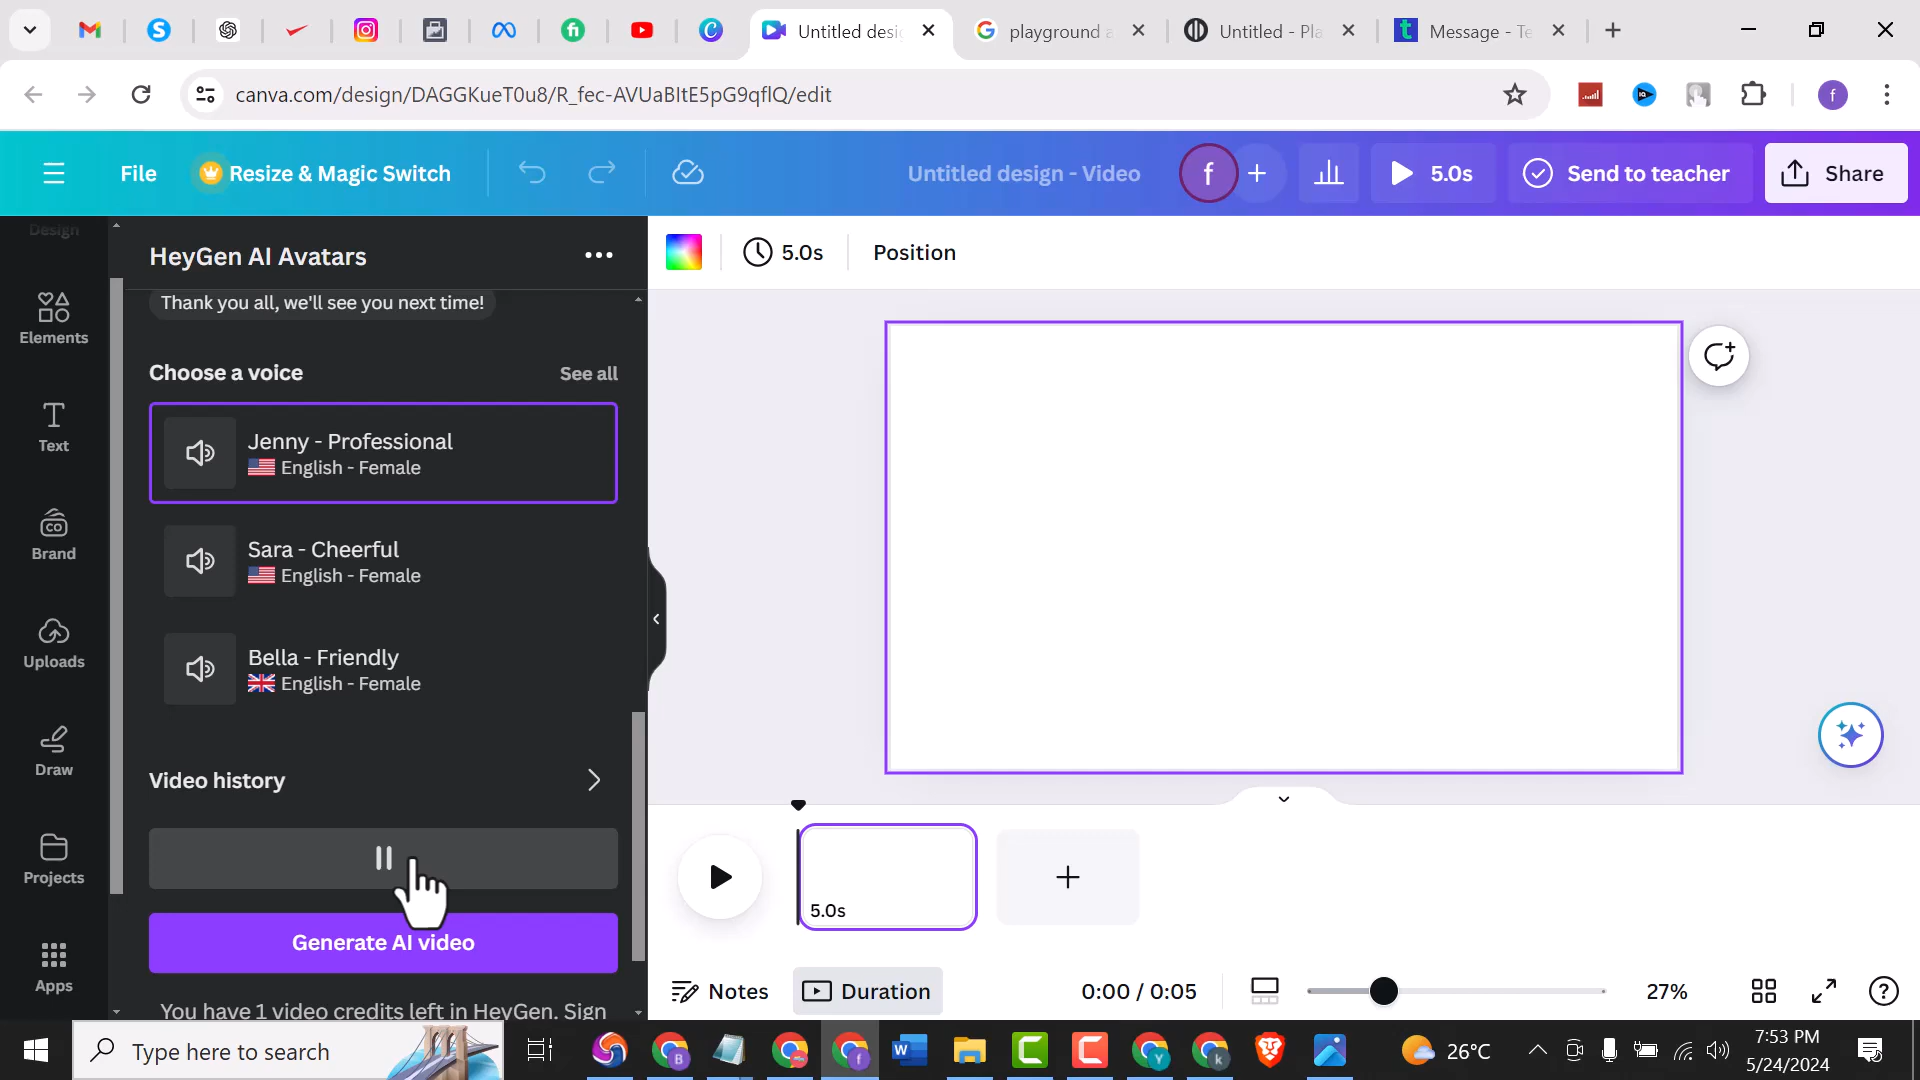 Untitled desi
playground a
Untitled - Pla
Message - Te
canva.com/design/DAGGKueT0u8/R_fec-AVUaBItE5pG9qflQ/edit
f
File
Resize & Magic Switch
Untitled design - Video
f
5.0s
Send to teacher
Share
Design
Elements
Text
Brand
Uploads
Draw
Projects
Apps
HeyGen AI Avatars
Thank you all, we'll see you next time!
Choose a voice
See all
Jenny - Professional
English - Female
Sara - Cheerful
English - Female
Bella - Friendly
English - Female
Video history
Generate AI video
You have 1 video credits left in HeyGen. Sign
5.0s
Position
5.0s
Notes
Duration
0:00 / 0:05
27%
Type here to search
26°C
7:53 PM
5/24/2024